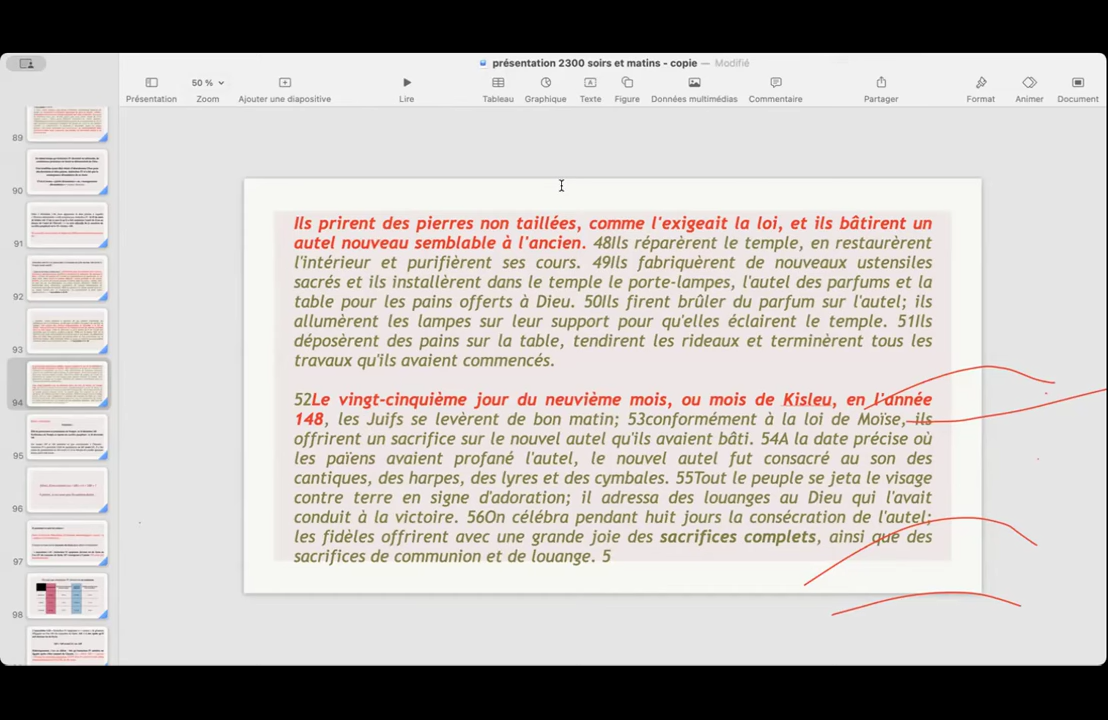 présentation 2300 soirs et matins - copie — Modifié
50 %
Présentation Zoom Ajouter une diapositive Lire Tableau Graphique Texte Figure Données multimédias Commentaire Partager Format Animer Document
Ils prirent des pierres non taillées, comme l'exigeait la loi, et ils bâtirent un
autel nouveau semblable à l'ancien. 48Ils réparèrent le temple, en restaurèrent
l'intérieur et purifièrent ses cours. 49Ils fabriquèrent de nouveaux ustensiles
sacrés et ils installèrent dans le temple le porte-lampes, l'autel des parfums et la
table pour les pains offerts à Dieu. 50Ils firent brûler du parfum sur l'autel; ils
allumèrent les lampes sur leur support pour qu'elles éclairent le temple. 51Ils
déposèrent des pains sur la table, tendirent les rideaux et terminèrent tous les
travaux qu'ils avaient commencés.
52Le vingt-cinquième jour du neuvième mois, ou mois de Kisleu, en l'année
148, les Juifs se levèrent de bon matin; 53conformément à la loi de Moïse, ils
offrirent un sacrifice sur le nouvel autel qu'ils avaient bâti. 54A la date précise où
les païens avaient profané l'autel, le nouvel autel fut consacré au son des
cantiques, des harpes, des lyres et des cymbales. 55Tout le peuple se jeta le visage
contre terre en signe d'adoration; il adressa des louanges au Dieu qui l'avait
conduit à la victoire. 56On célébra pendant huit jours la consécration de l'autel;
les fidèles offrirent avec une grande joie des sacrifices complets, ainsi que des
sacrifices de communion et de louange. 5
89
90
91
92
93
94
95
96
97
98